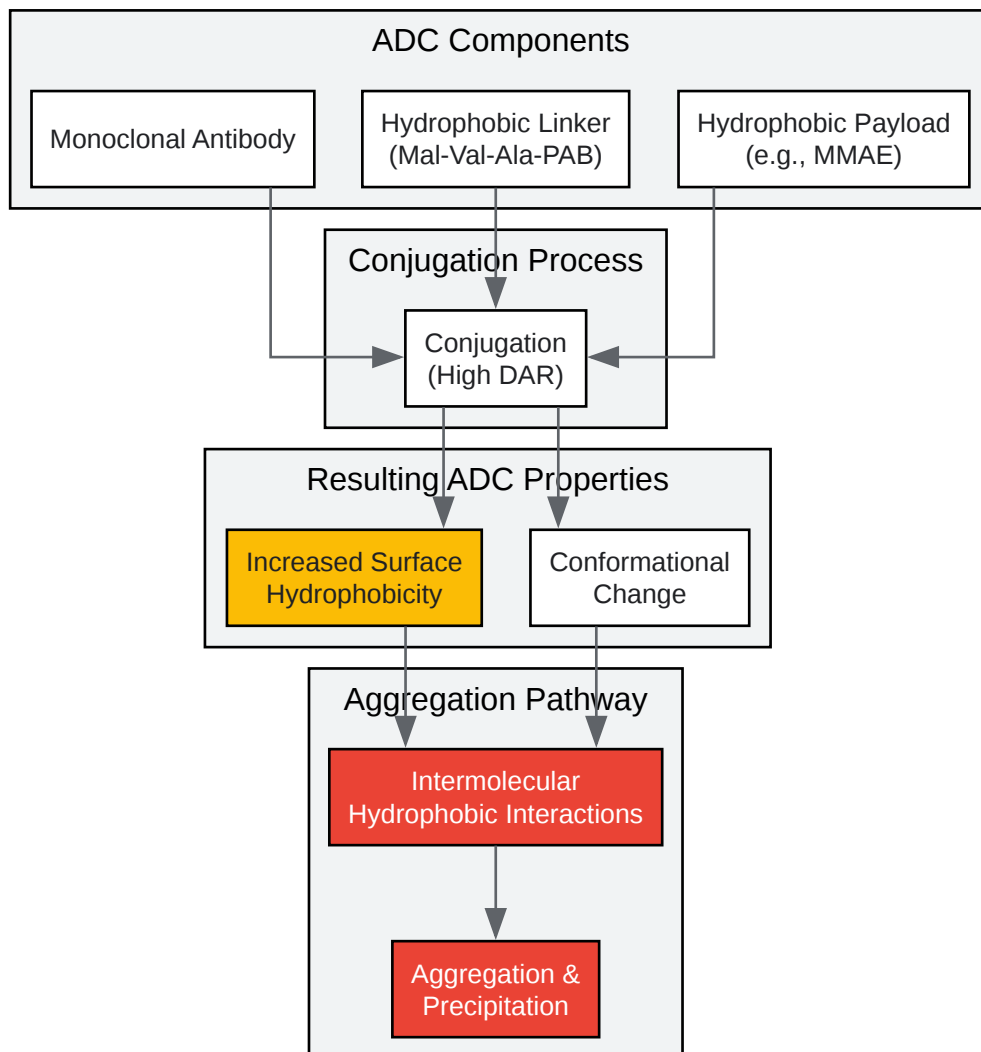 ADC Components
Monoclonal Antibody
Hydrophobic Linker
(Mal-Val-Ala-PAB)
Hydrophobic Payload
(e.g., MMAE)
Conjugation Process
Conjugation
(High DAR)
Resulting ADC Properties
Increased Surface
Hydrophobicity
Conformational
Change
Aggregation Pathway
Intermolecular
Hydrophobic Interactions
Aggregation &
Precipitation